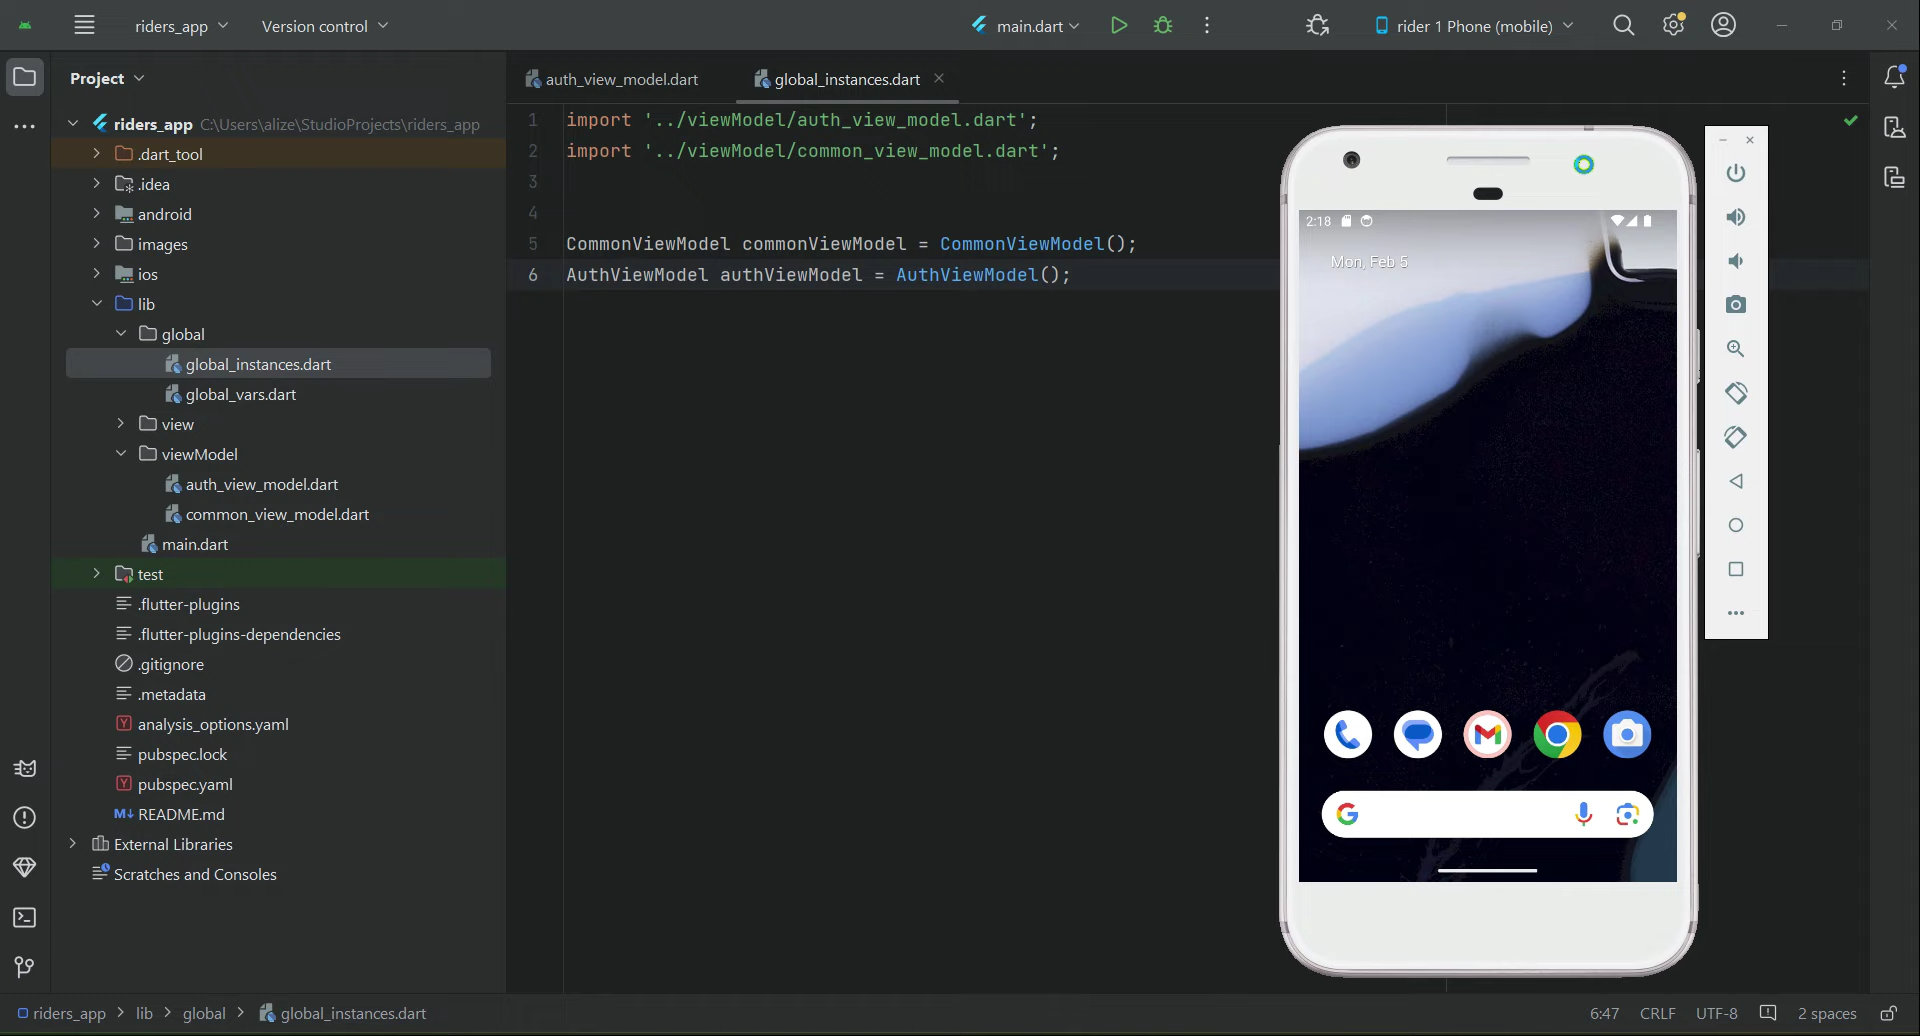 riders_app
Version control
main.dart
rider 1 Phone (mobile)
Project
auth_view_model.dart
global_instances.dart
riders_app C:\Users\alize\StudioProjects\riders_app
.dart_tool
.idea
android
images
ios
lib
global
global_instances.dart
global_vars.dart
view
viewModel
auth_view_model.dart
common_view_model.dart
main.dart
test
.flutter-plugins
.flutter-plugins-dependencies
.gitignore
.metadata
analysis_options.yaml
pubspec.lock
pubspec.yaml
M↓ README.md
External Libraries
Scratches and Consoles
1 import '../viewModel/auth_view_model.dart';
2 import '../viewModel/common_view_model.dart';
3
4
5 CommonViewModel commonViewModel = CommonViewModel();
6 AuthViewModel authViewModel = AuthViewModel();
2:18
Mon, Feb 5
riders_app > lib > global > global_instances.dart
6:47 CRLF UTF-8 2 spaces